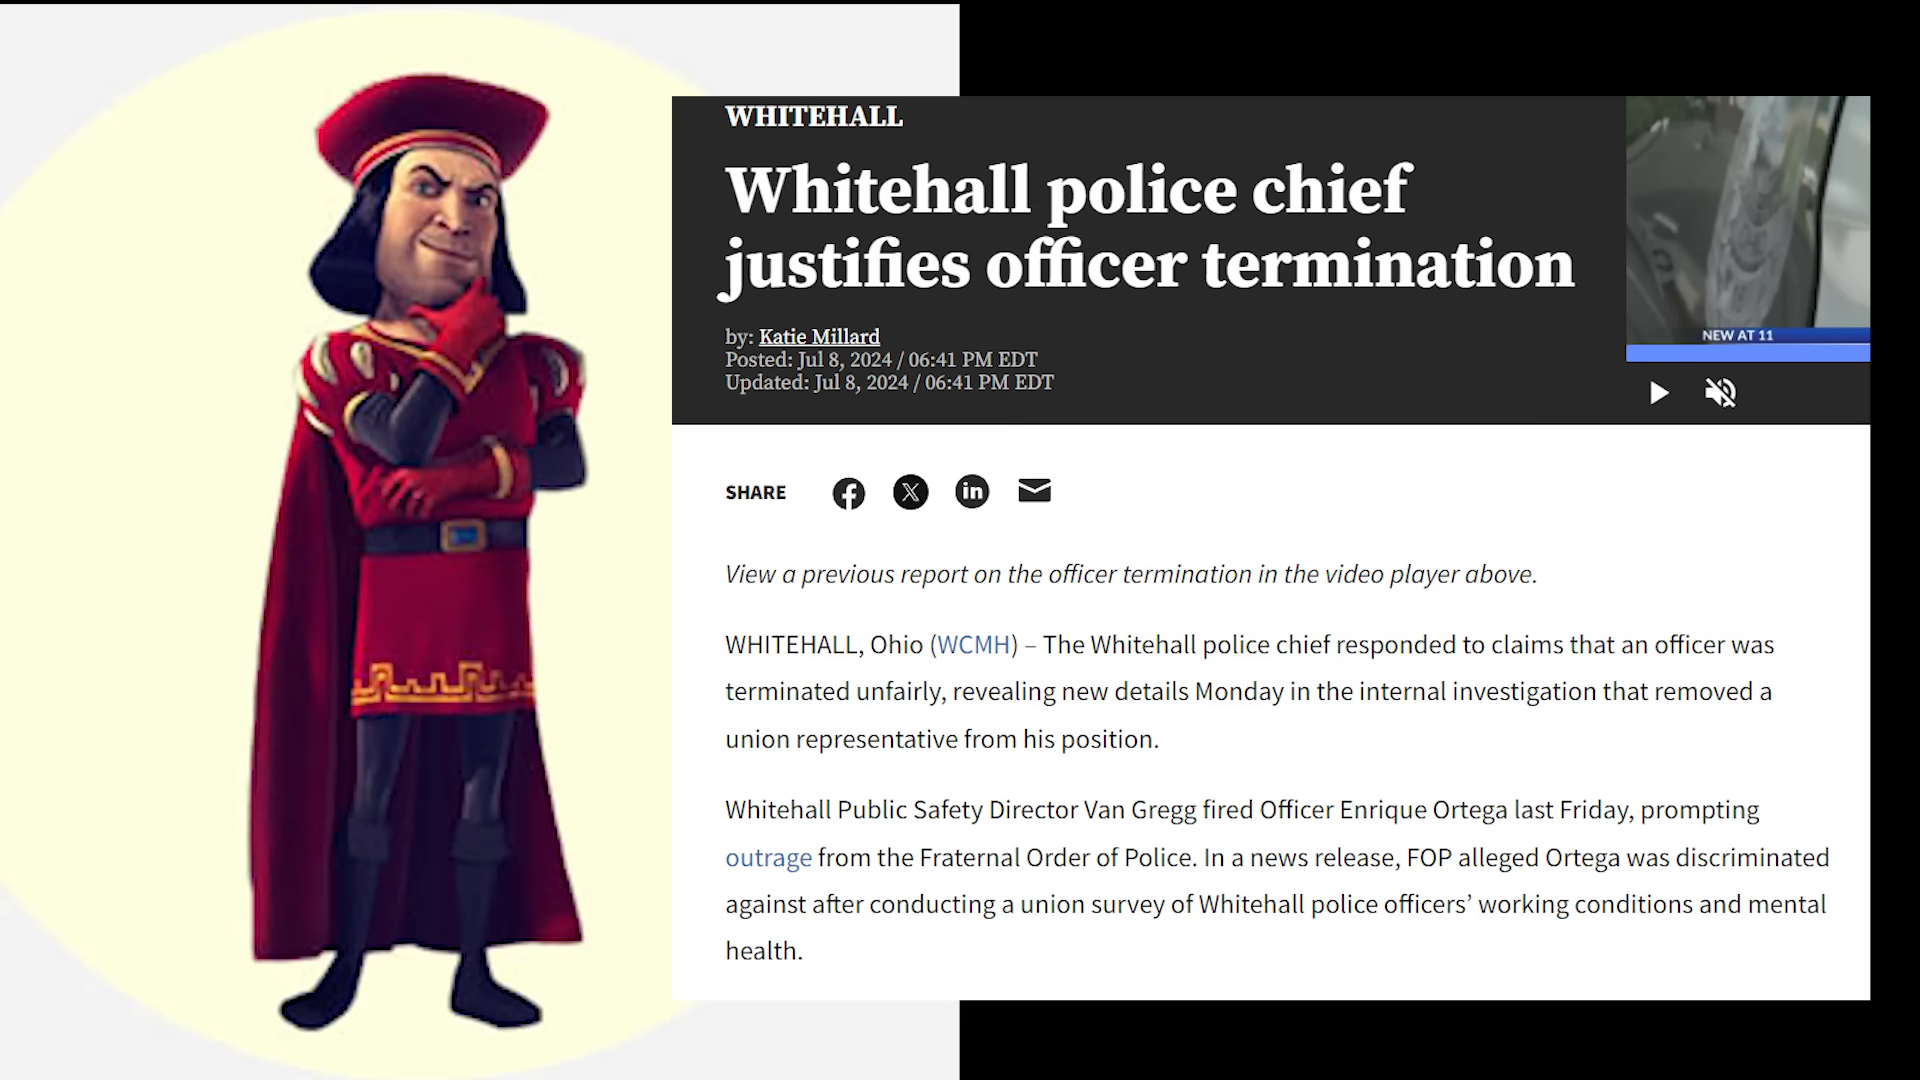 WHITEHALL
Whitehall police chief
justifies officer termination
by: Katie Millard
Posted: Jul 8, 2024 / 06:41 PM EDT
Updated: Jul 8, 2024 / 06:41 PM EDT
NEW AT 11
SHARE
View a previous report on the officer termination in the video player above.
WHITEHALL, Ohio (WCMH) – The Whitehall police chief responded to claims that an officer was
terminated unfairly, revealing new details Monday in the internal investigation that removed a
union representative from his position.
Whitehall Public Safety Director Van Gregg fired Officer Enrique Ortega last Friday, prompting
outrage from the Fraternal Order of Police. In a news release, FOP alleged Ortega was discriminated
against after conducting a union survey of Whitehall police officers’ working conditions and mental
health.